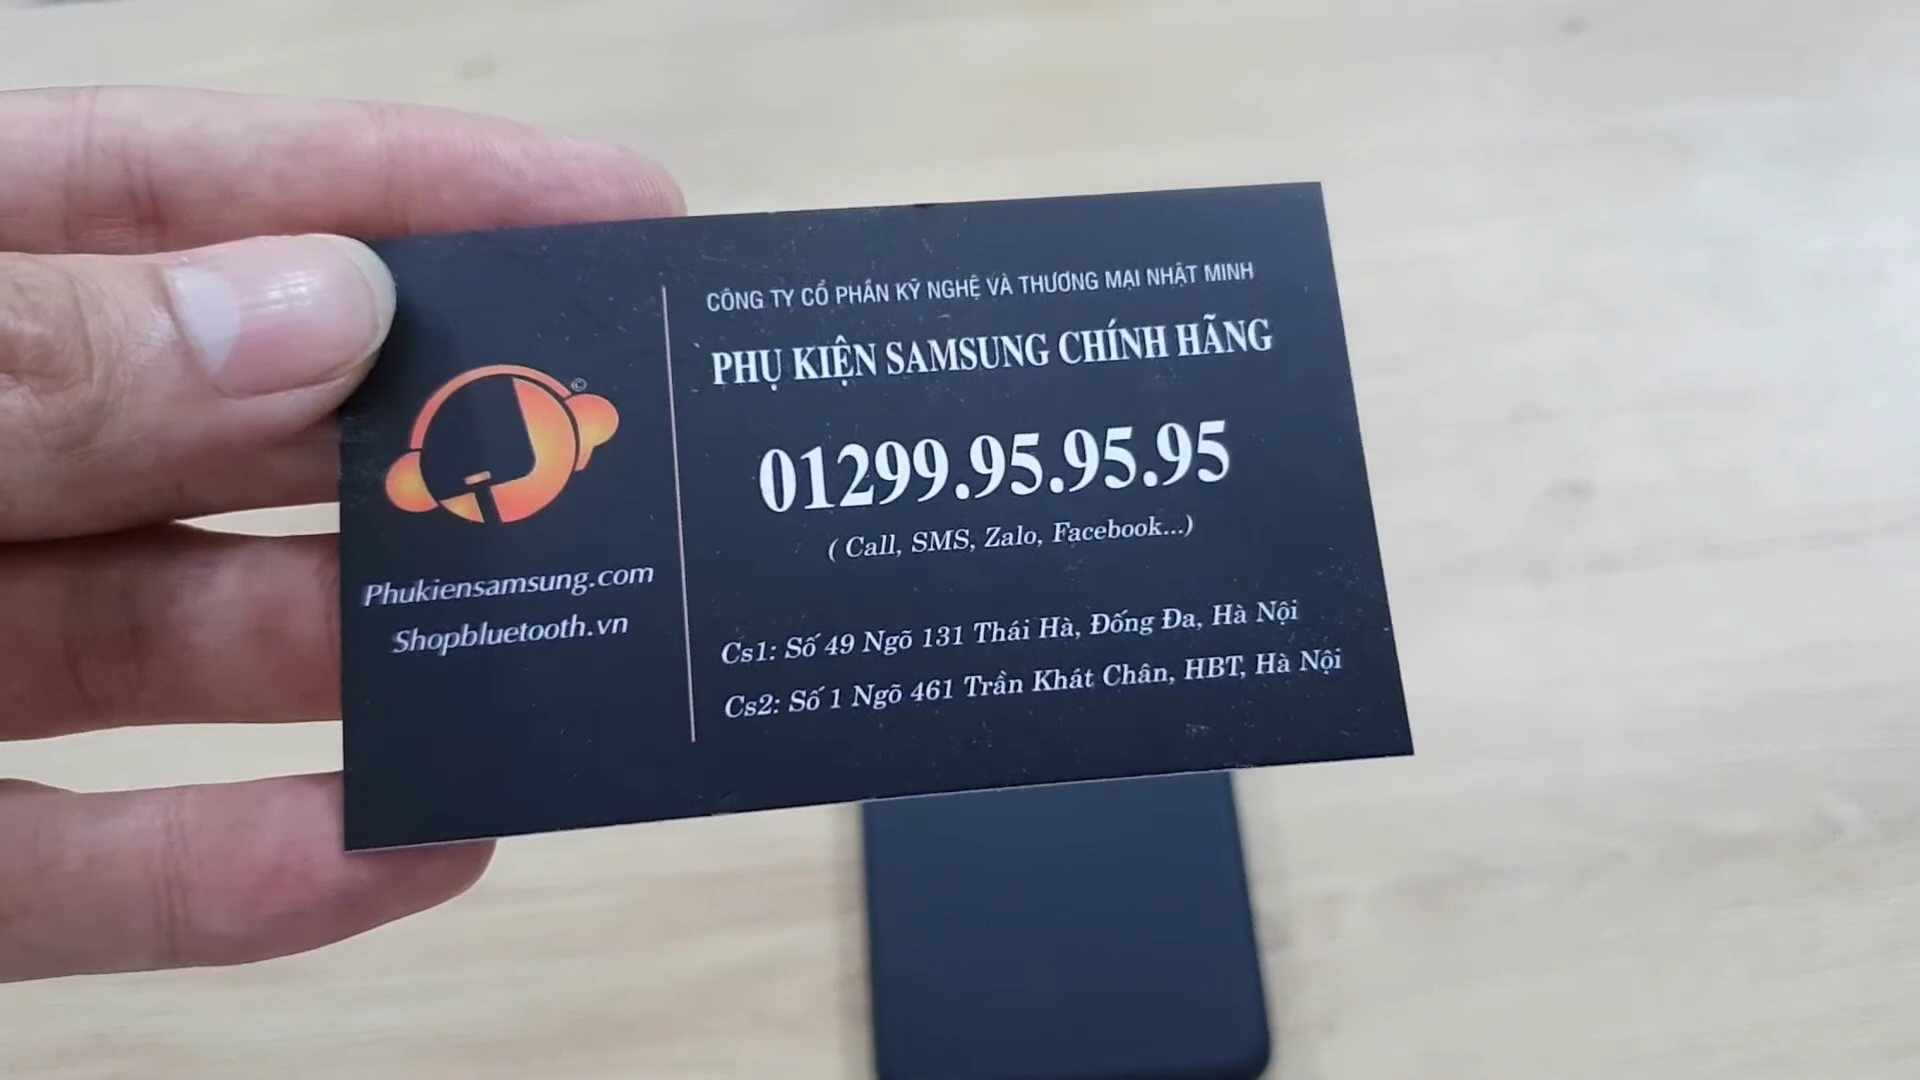 ©
Phukiensamsung.com
Shopbluetooth.vn
CÔNG TY CỔ PHẦN KỸ NGHỆ VÀ THƯƠNG MẠI NHẬT MINH
PHỤ KIỆN SAMSUNG CHÍNH HÃNG
01299.95.95.95
( Call, SMS, Zalo, Facebook...)
Cs1: Số 49 Ngõ 131 Thái Hà, Đống Đa, Hà Nội
Cs2: Số 1 Ngõ 461 Trần Khát Chân, HBT, Hà Nội